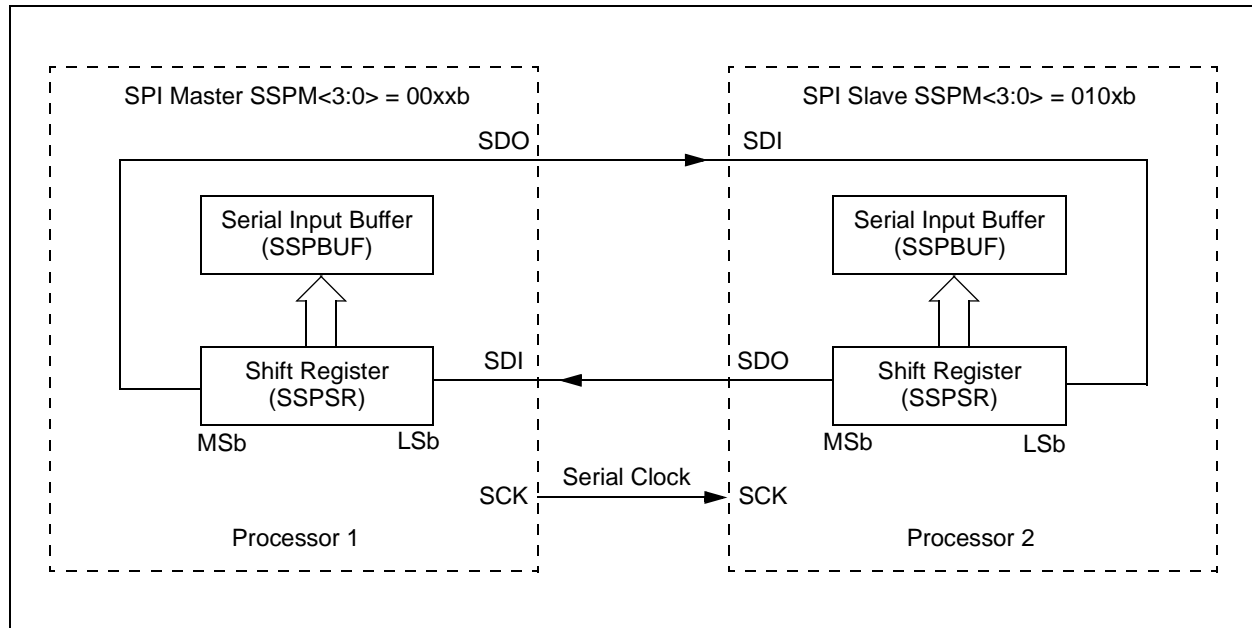 SPI Master SSPM<3:0> = 00xxb
SDO
Serial Input Buffer
(SSPBUF)
SDI
Shift Register
(SSPSR)
MSb
LSb
SCK
Processor 1
Serial Clock
SPI Slave SSPM<3:0> = 010xb
SDI
Serial Input Buffer
(SSPBUF)
SDO
Shift Register
(SSPSR)
MSb
LSb
SCK
Processor 2